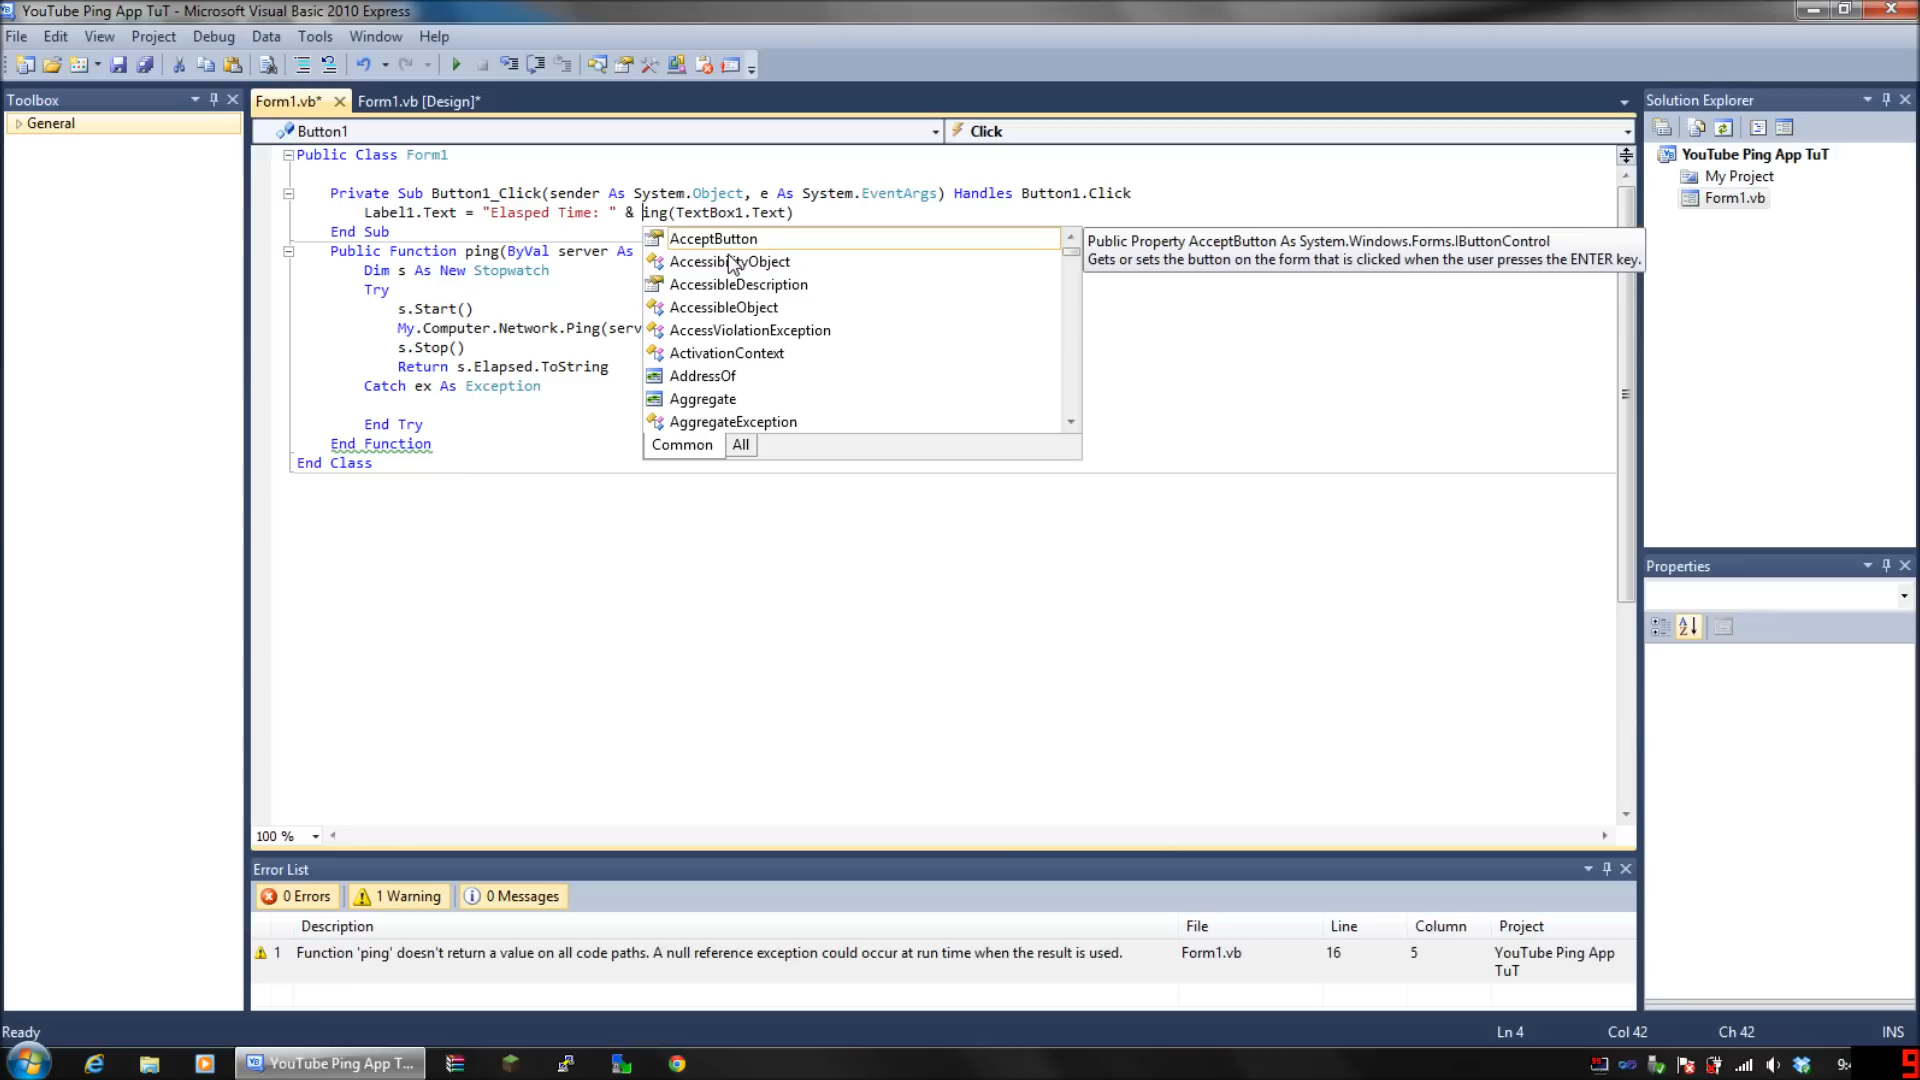 YouTube Ping App TuT - Microsoft Visual Basic 2010 Express
File Edit View Project Debug Data Tools Window Help
Toolbox
General
Form1.vb* Form1.vb [Design]*
Button1
Click
Public Class Form1
Private Sub Button1_Click(sender As System.Object, e As System.EventArgs) Handles Button1.Click
Label1.Text = "Elasped Time: " & ing(TextBox1.Text)
End Sub
Public Function ping(ByVal server As
Dim s As New Stopwatch
Try
s.Start()
My.Computer.Network.Ping(serv
s.Stop()
Return s.Elapsed.ToString
Catch ex As Exception
End Try
End Function
End Class
AcceptButton
AccessibilityObject
AccessibleDescription
AccessibleObject
AccessViolationException
ActivationContext
AddressOf
Aggregate
AggregateException
Common All
Public Property AcceptButton As System.Windows.Forms.IButtonControl
Gets or sets the button on the form that is clicked when the user presses the ENTER key.
Solution Explorer
YouTube Ping App TuT
My Project
Form1.vb
Properties
100 %
Error List
0 Errors 1 Warning 0 Messages
Description File Line Column Project
1 Function 'ping' doesn't return a value on all code paths. A null reference exception could occur at run time when the result is used. Form1.vb 16 5 YouTube Ping App
TuT
Ready Ln 4 Col 42 Ch 42 INS
YouTube Ping App T...